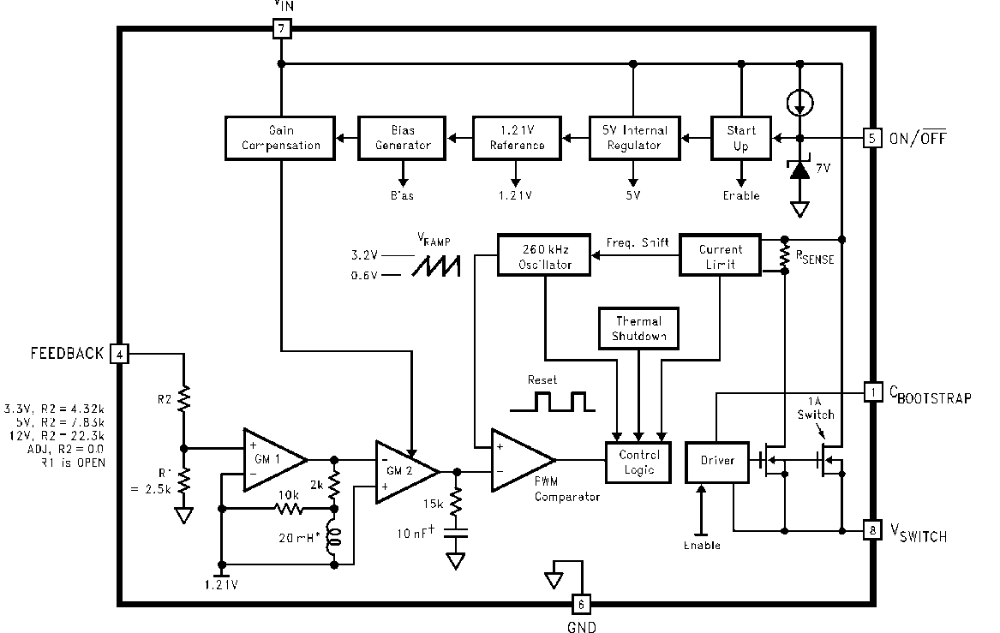 VIN
7
Gain
Compensation
Bias
Generator
1.21V
Reference
5V Internal
Regulator
Start
Up
5
ON/OFF
7V
Bias
1.21V
5V
Enable
VRAMP
3.2V
0.6V
260 kHz
Oscillator
Freq. Shift
Current
Limit
RSENSE
Thermal
Shutdown
FEEDBACK
4
Reset
1
CBOOTSTRAP
1A
Switch
R2
3.3V, R2 = 4.32k
5V, R2 = 7.83k
12V, R2 = 22.3k
ADJ, R2 = 0.0
R1 is OPEN
R1
= 2.5k
+
GM 1
−
−
GM 2
+
+
−
PWM
Comparator
Control
Logic
Driver
2k
10k
20 mH*
15k
10 nF†
Enable
8
VSWITCH
1.21V
6
GND